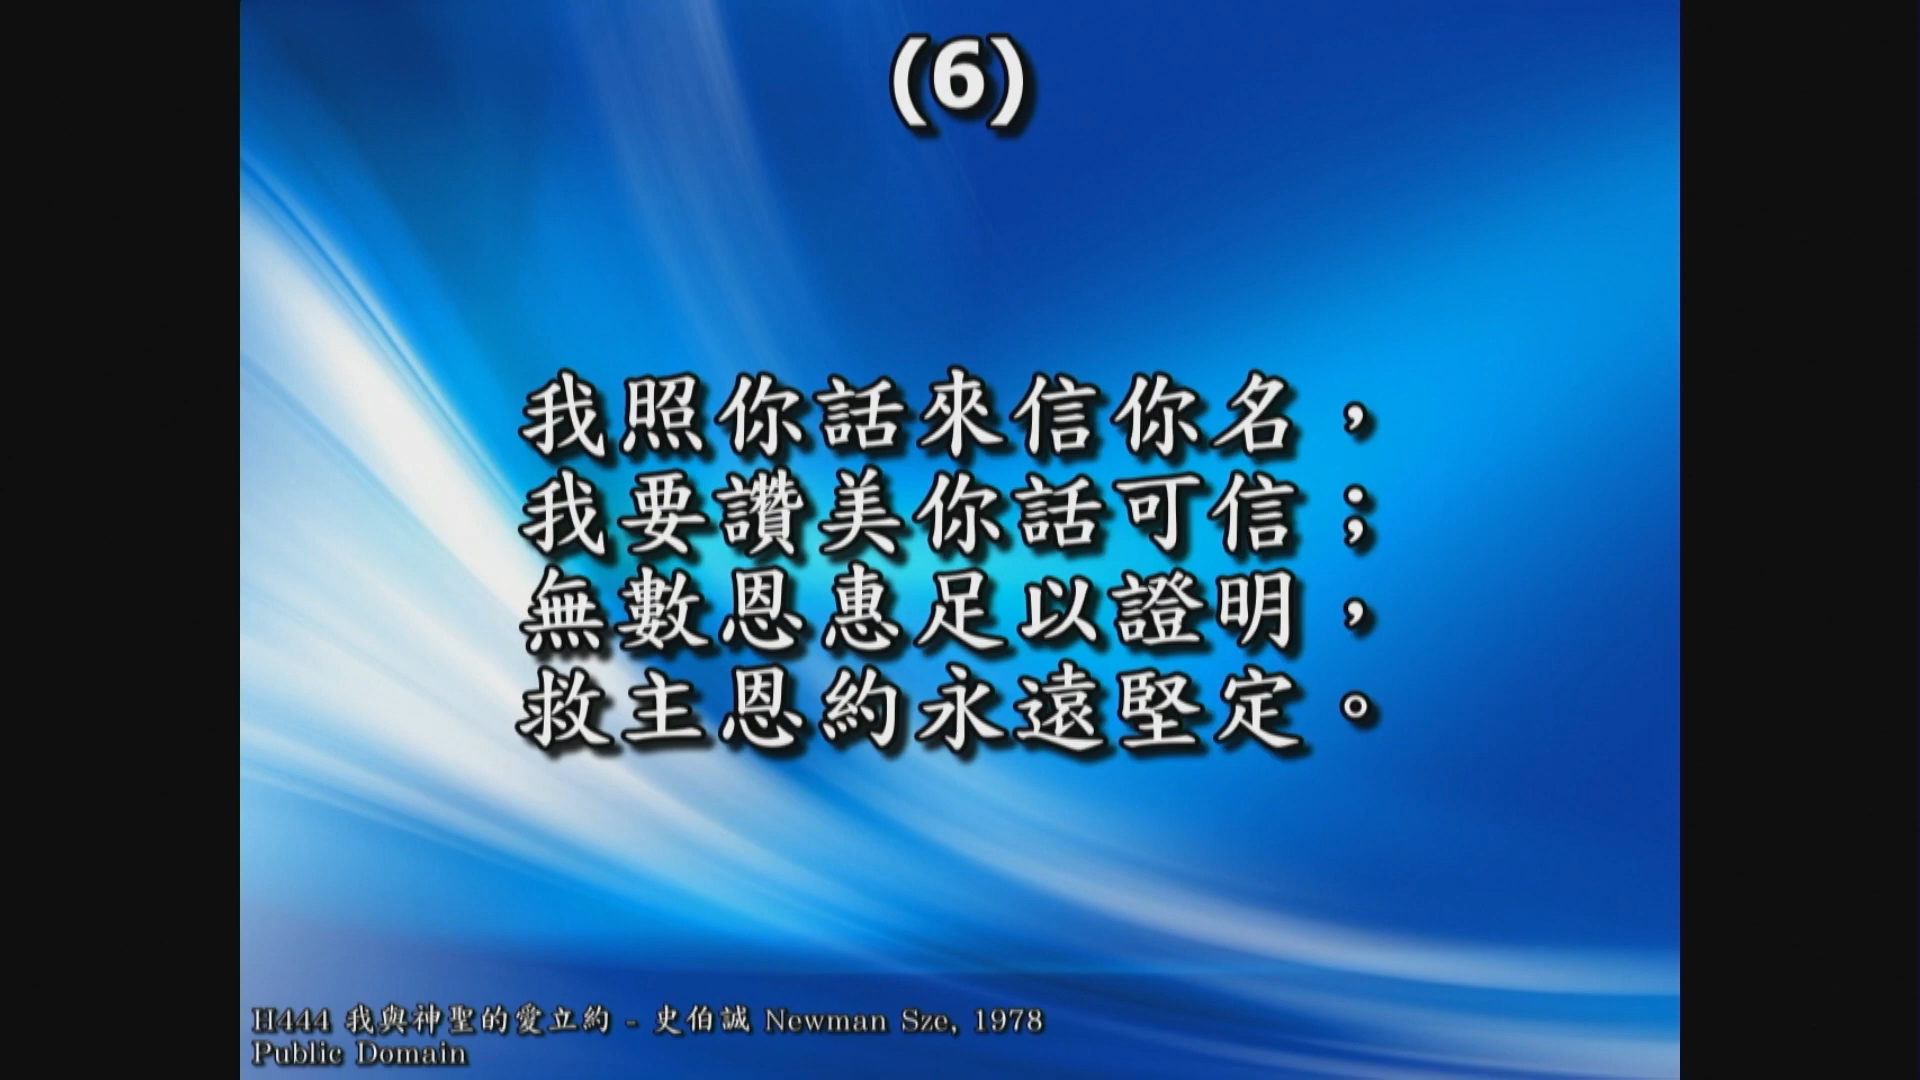 (6)
我照你話來信你名，
我要讚美你話可信；
無數恩惠足以證明，
救主恩約永遠堅定。
H444 我與神聖的愛立約 - 史伯誠 Newman Sze, 1978
Public Domain